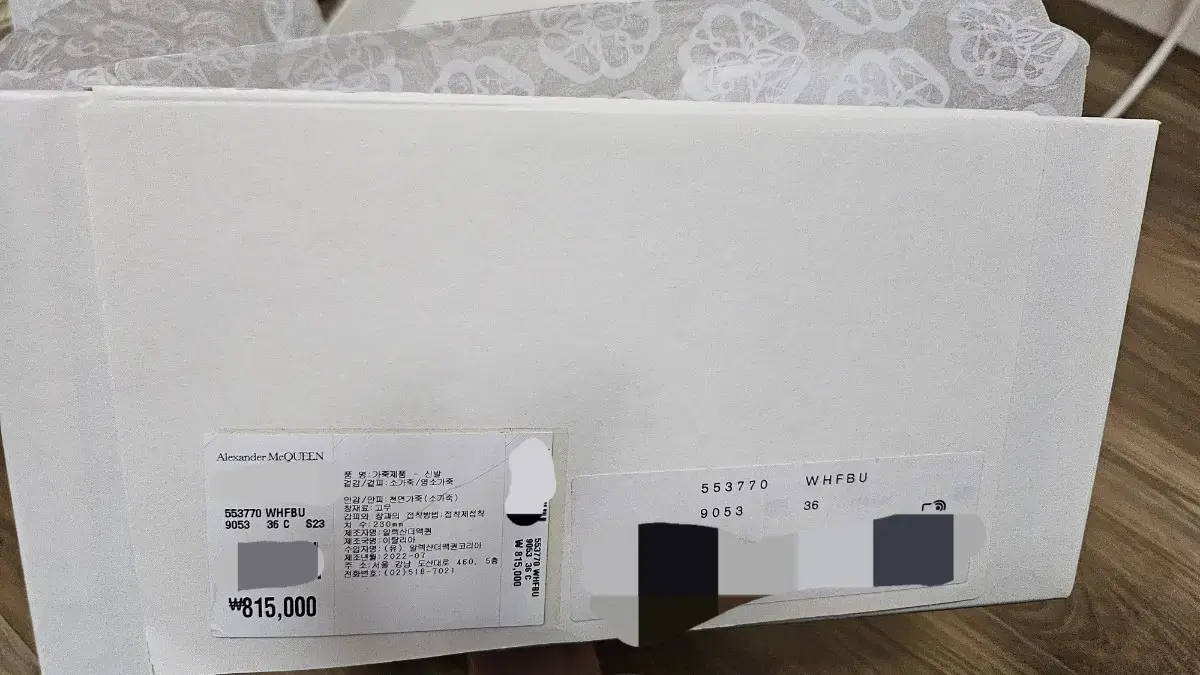 Alexander McQUEEN
553770 WHFBU
9053 36 C S23
₩815,000
품 명:가죽제품 - 신발
겉감/겉피:소가죽/염소가죽
안감/안피:천연가죽(소가죽)
창재료:고무
갑피와 창과의 접착방법:접착제접착
치 수:230mm
제조자명:알렉산더맥퀸
제조국명:이탈리아
수입자명:(유) 알렉산더맥퀸코리아
제조년월:2022-07
주 소:서울 강남 도산대로 460, 5층
전화번호:(02)518-7021
553770 WHFBU
9053 36 C
₩815,000
553770 WHFBU
9053 36